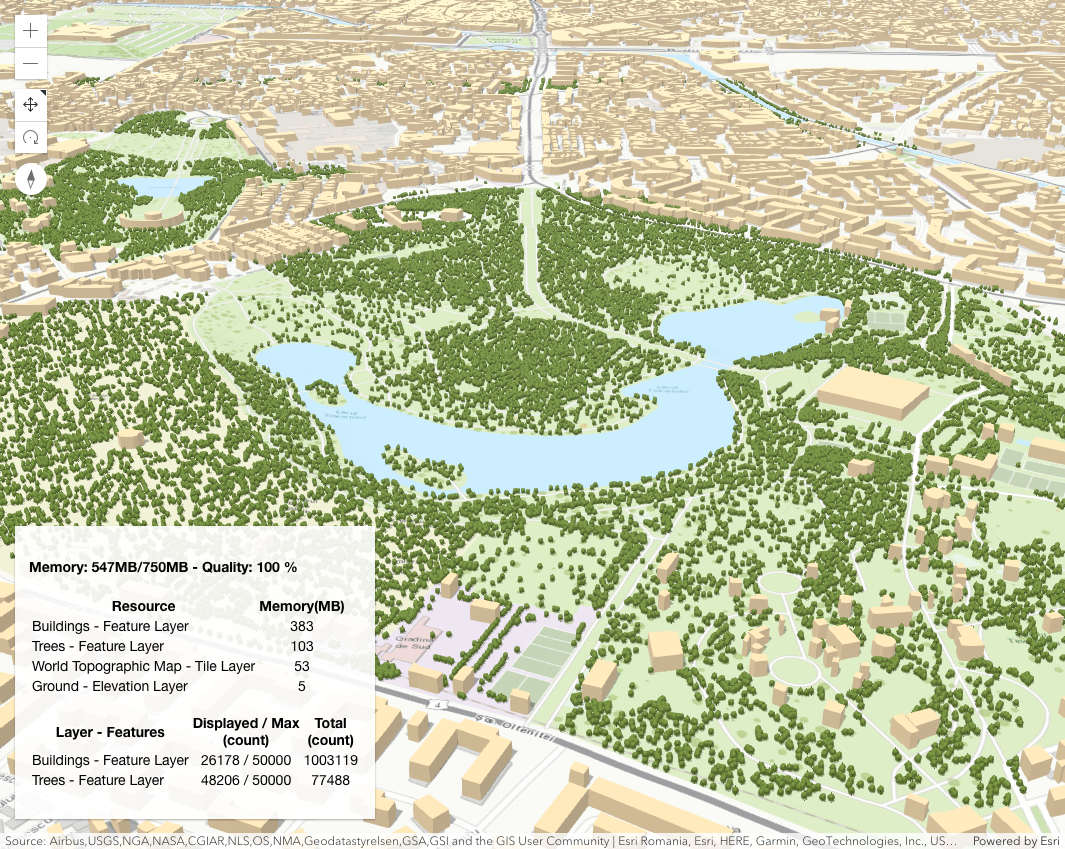 Memory: 547MB/750MB - Quality: 100 %
Resource Memory(MB)
Buildings - Feature Layer 383
Trees - Feature Layer 103
World Topographic Map - Tile Layer 53
Ground - Elevation Layer 5
Layer - Features Displayed / Max Total
(count) (count)
Buildings - Feature Layer 26178 / 50000 1003119
Trees - Feature Layer 48206 / 50000 77488
Gradina
de Sud
4
Oltenitei
Source: Airbus,USGS,NGA,NASA,CGIAR,NLS,OS,NMA,Geodatastyrelsen,GSA,GSI and the GIS User Community | Esri Romania, Esri, HERE, Garmin, GeoTechnologies, Inc., US… Powered by Esri